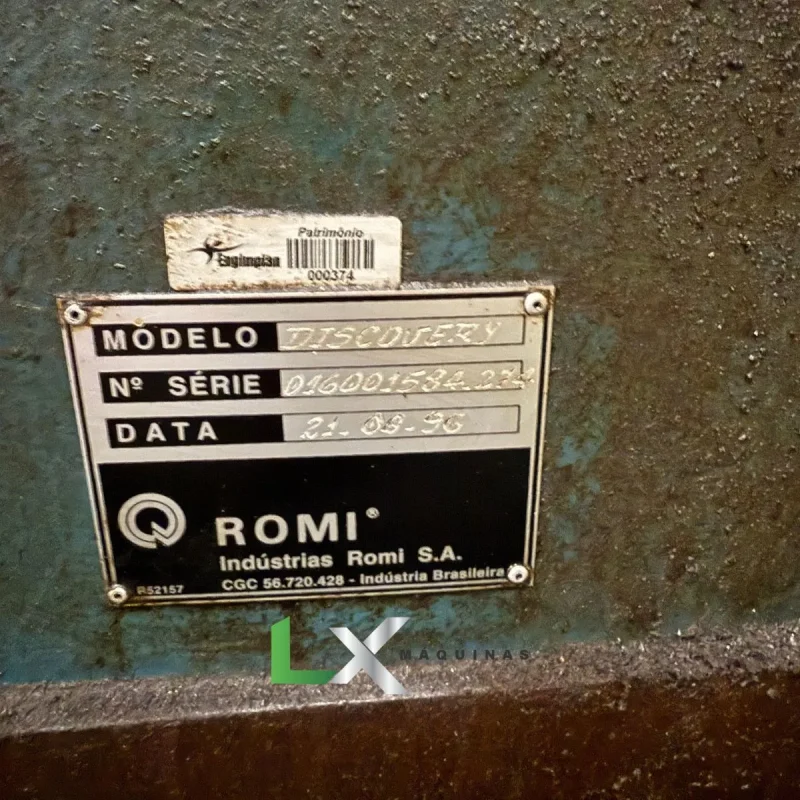 Patrimônio
Engimplan
000374
MODELO DISCOVERY
Nº SÉRIE
DATA 21.08.96
ROMI®
Indústrias Romi S.A.
CGC 56.720.428 - Indústria Brasileira
R52157
LX MÁQUINAS